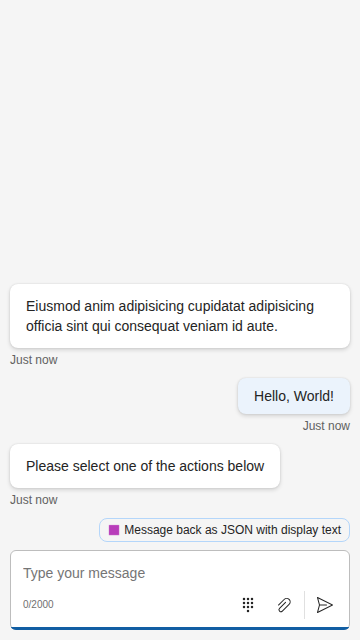 Eiusmod anim adipisicing cupidatat adipisicing
officia sint qui consequat veniam id aute.
Just now
Hello, World!
Just now
Please select one of the actions below
Just now
Message back as JSON with display text
Type your message
0/2000